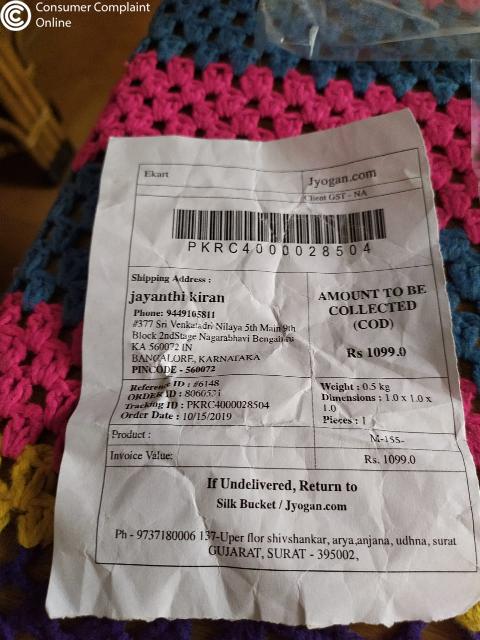 Consumer Complaint
Online
Ekart
Jyogan.com
Client GST - NA
PKRC4000028504
Shipping Address :
jayanthi kiran
Phone: 9449165811
#377 Sri Venkatadri Nilaya 5th Main 9th
Block 2ndStage Nagarabhavi Bengaluru
KA 560072 IN
BANGALORE, KARNATAKA
PINCODE - 560072
AMOUNT TO BE
COLLECTED
(COD)
Rs 1099.0
Reference ID : #6148
ORDER ID : 8060531
Tracking ID : PKRC4000028504
Order Date : 10/15/2019
Weight : 0.5 kg
Dimensions : 1.0 x 1.0 x
1.0
Pieces : 1
Product :
M-155-
Invoice Value:
Rs. 1099.0
If Undelivered, Return to
Silk Bucket / Jyogan.com
Ph - 9737180006 137-Uper flor shivshankar, arya,anjana, udhna, surat
GUJARAT, SURAT - 395002,